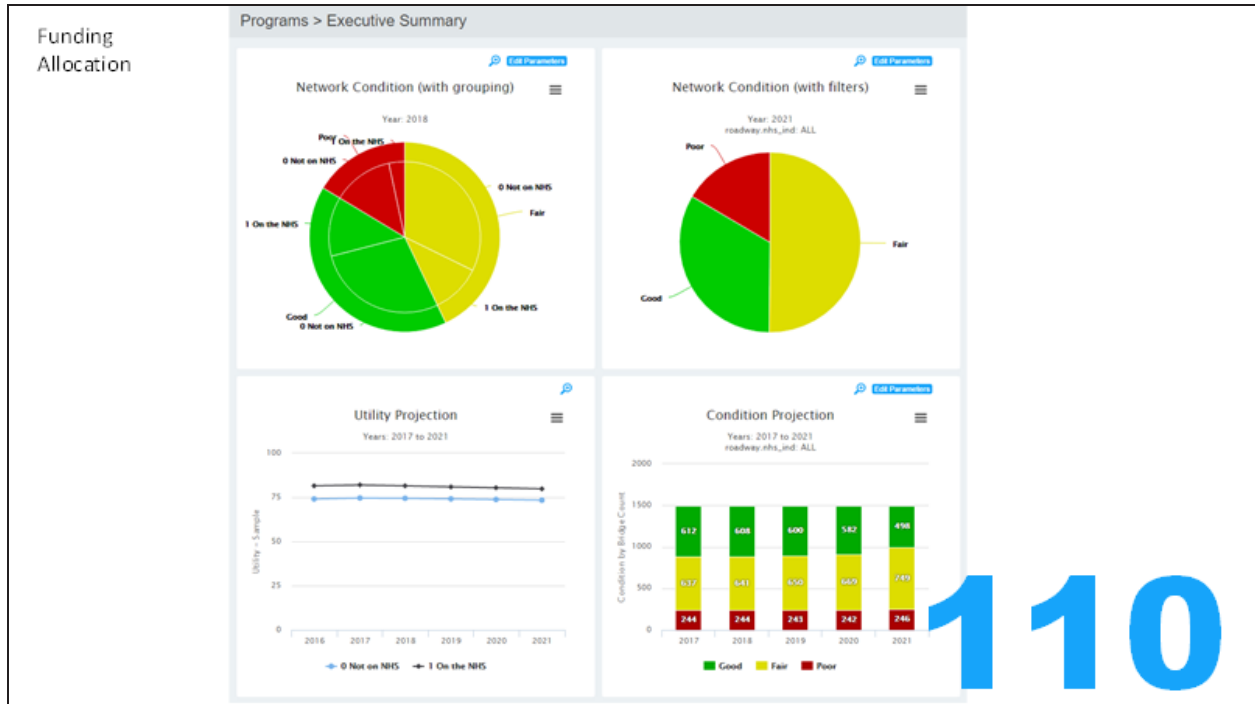 Funding
Allocation
Programs > Executive Summary
Edit Parameters
Network Condition (with grouping)
Year: 2018
Poor
1 On the NHS
0 Not on NHS
0 Not on NHS
Fair
1 On the NHS
1 On the NHS
Good
0 Not on NHS
Edit Parameters
Network Condition (with filters)
Year: 2021
roadway.nhs_ind: ALL
Poor
Fair
Good
Utility Projection
Years: 2017 to 2021
Utility - Sample
100
75
50
25
0
2016 2017 2018 2019 2020 2021
0 Not on NHS 1 On the NHS
Edit Parameters
Condition Projection
Years: 2017 to 2021
roadway.nhs_ind: ALL
Condition by Bridge Count
2000
1500
1000
500
0
612 608 600 582 498
637 641 650 669 749
244 244 243 242 246
2017 2018 2019 2020 2021
Good Fair Poor
110